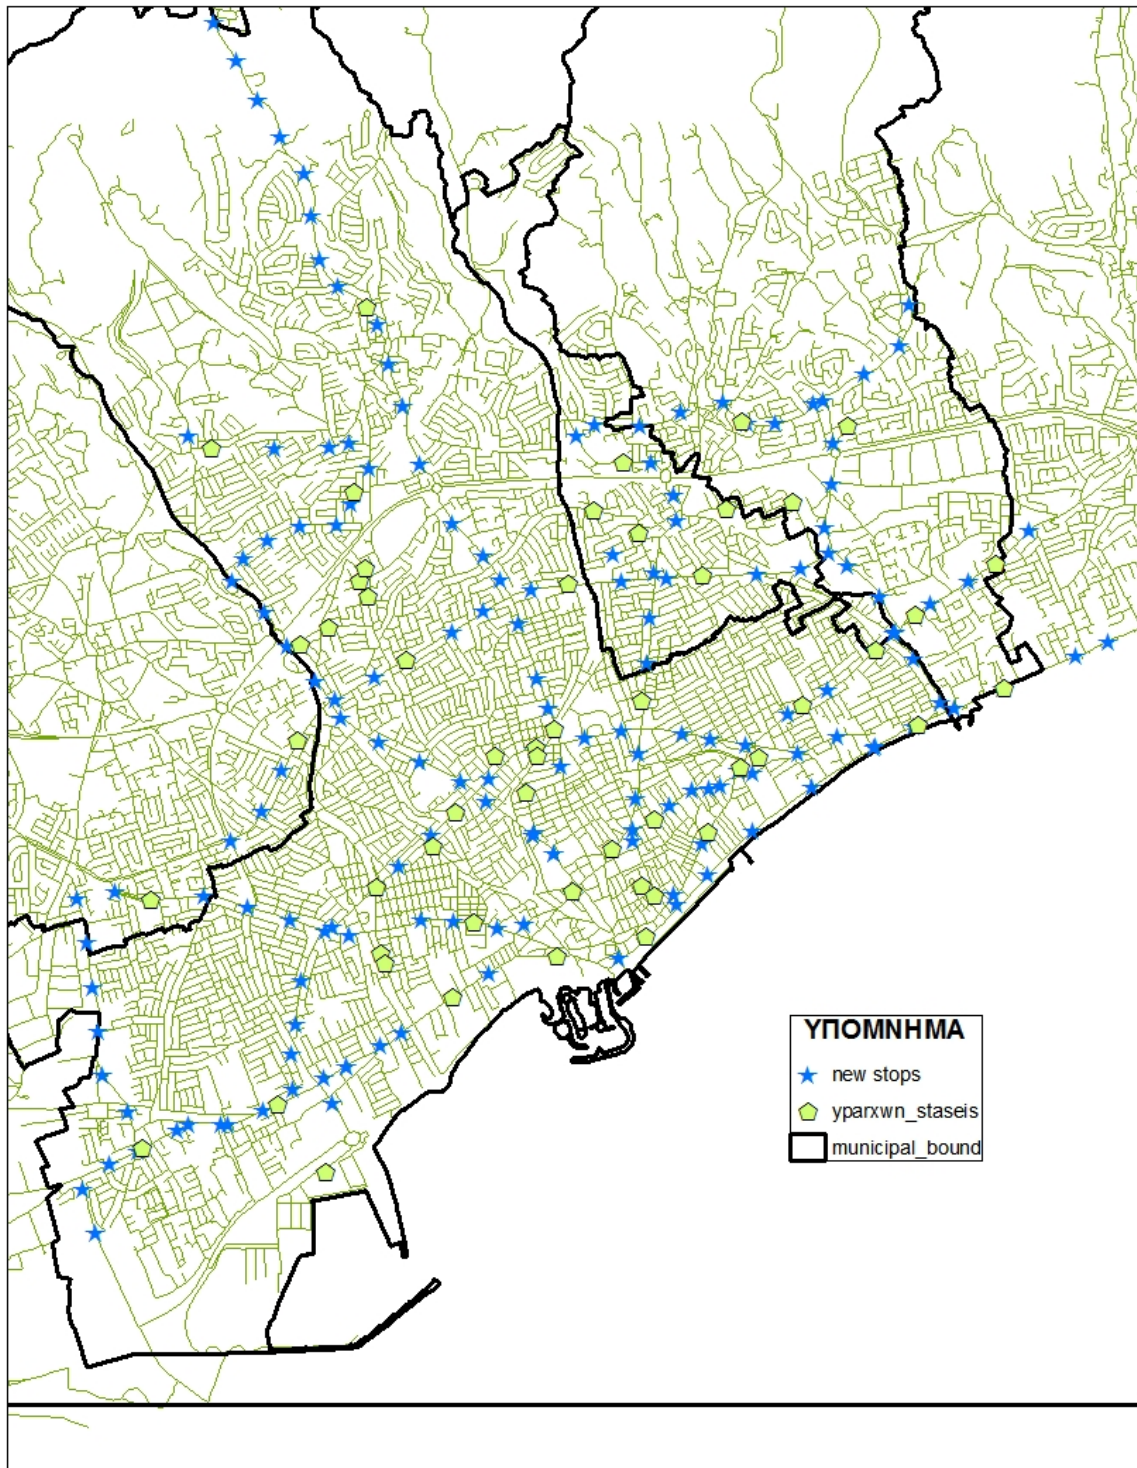 ΥΠΟΜΝΗΜΑ
new stops
yparxwn_staseis
municipal_bound